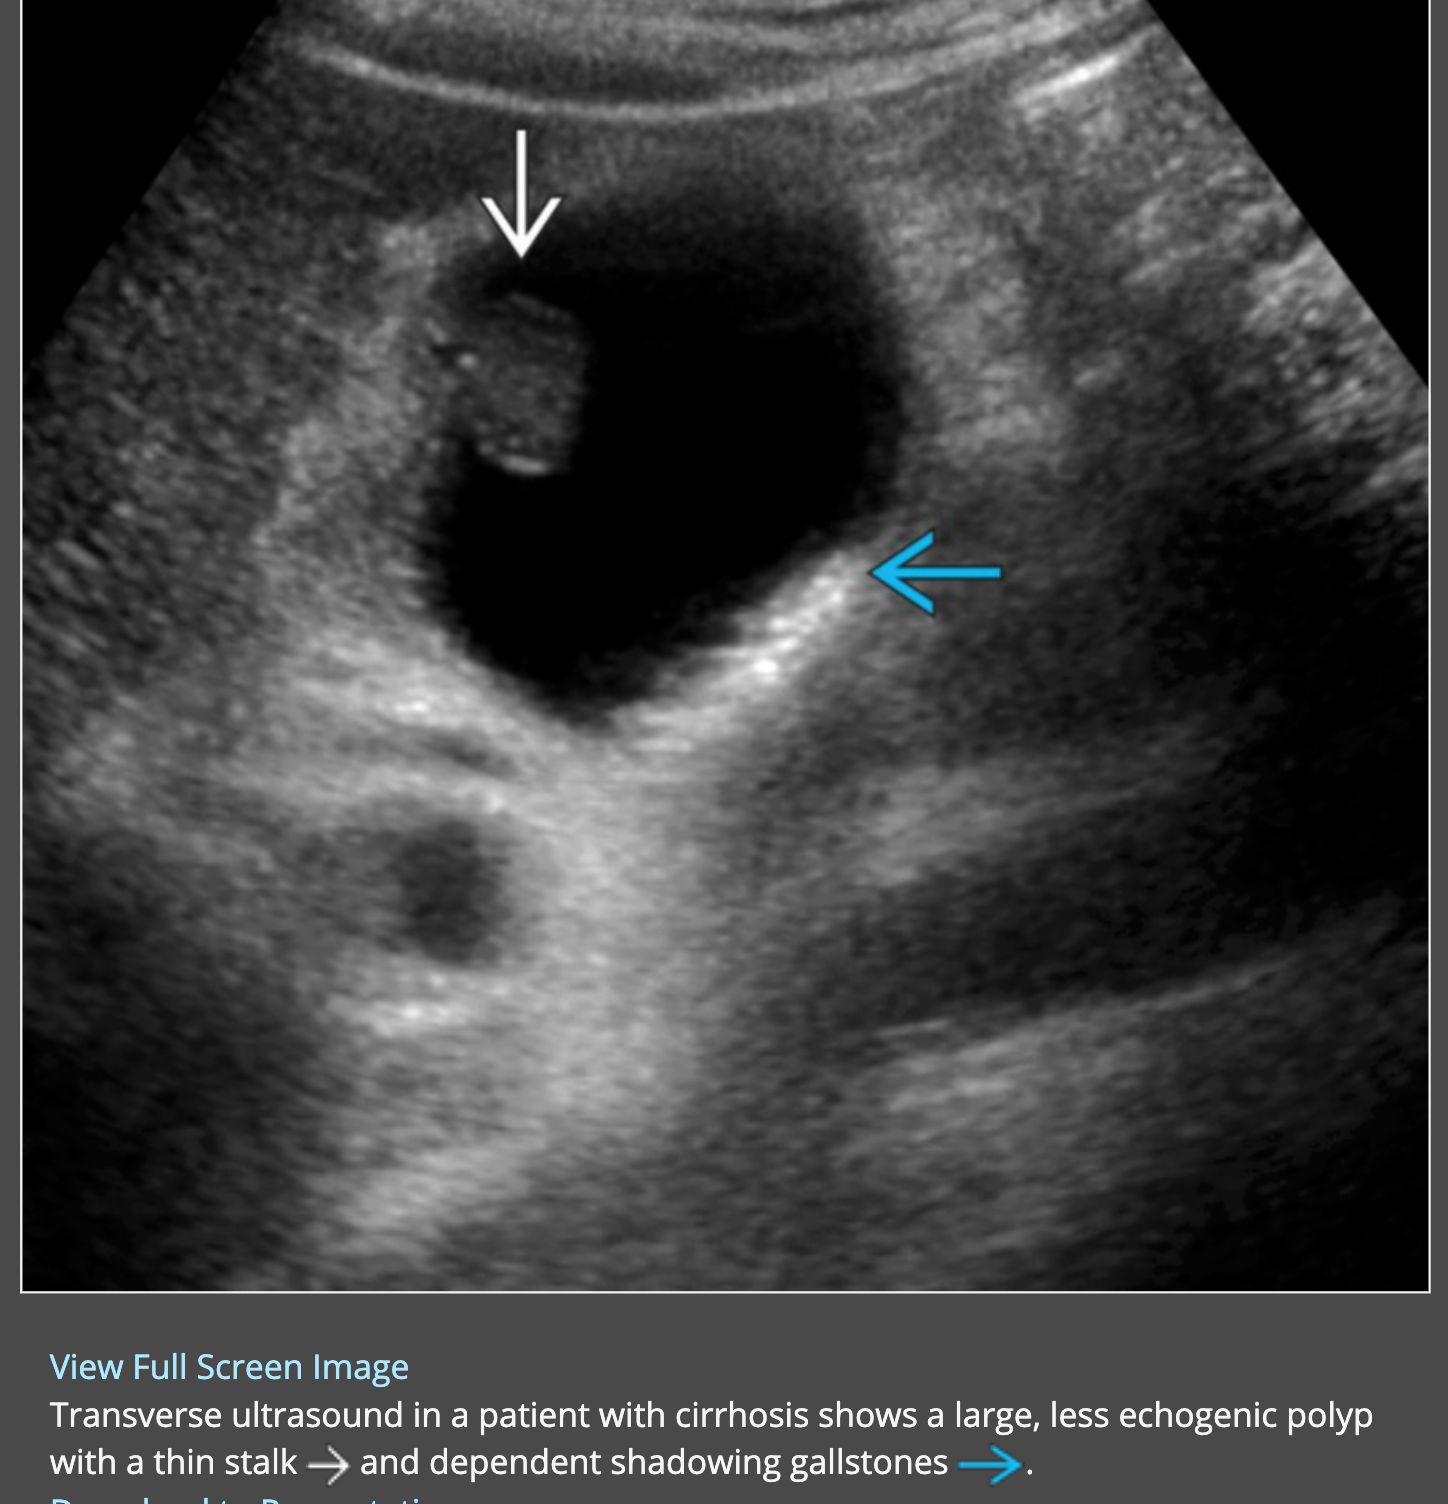 View Full Screen Image
Transverse ultrasound in a patient with cirrhosis shows a large, less echogenic polyp
with a thin stalk → and dependent shadowing gallstones →.